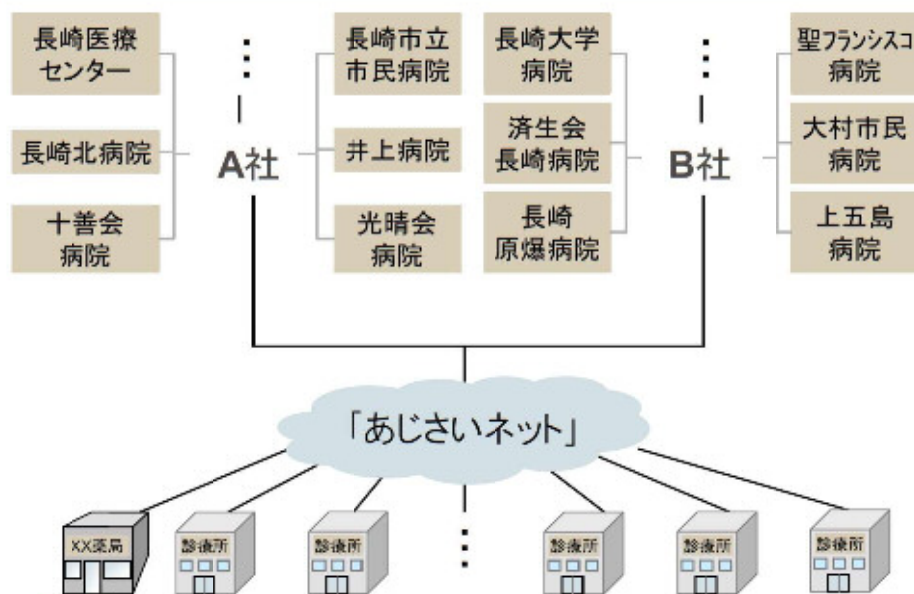 長崎医療
センター
長崎北病院
十善会
病院
A社
長崎市立
市民病院
井上病院
光晴会
病院
長崎大学
病院
済生会
長崎病院
長崎
原爆病院
B社
聖フランシスコ
病院
大村市民
病院
上五島
病院
「あじさいネット」
XX薬局
診療所
診療所
診療所
診療所
診療所